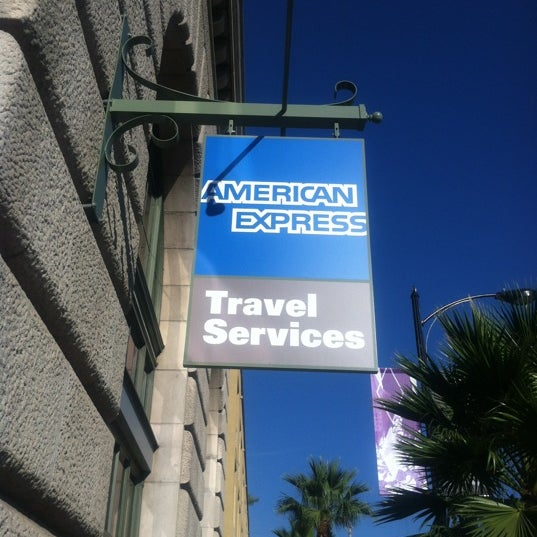 AMERICAN
EXPRESS
Travel
Services